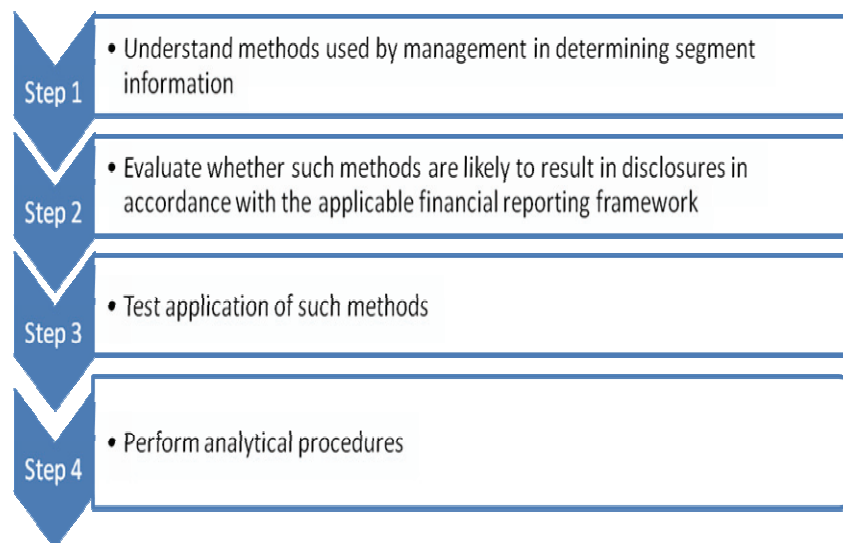 Step 1
• Understand methods used by management in determining segment
information
Step 2
• Evaluate whether such methods are likely to result in disclosures in
accordance with the applicable financial reporting framework
Step 3
• Test application of such methods
Step 4
• Perform analytical procedures